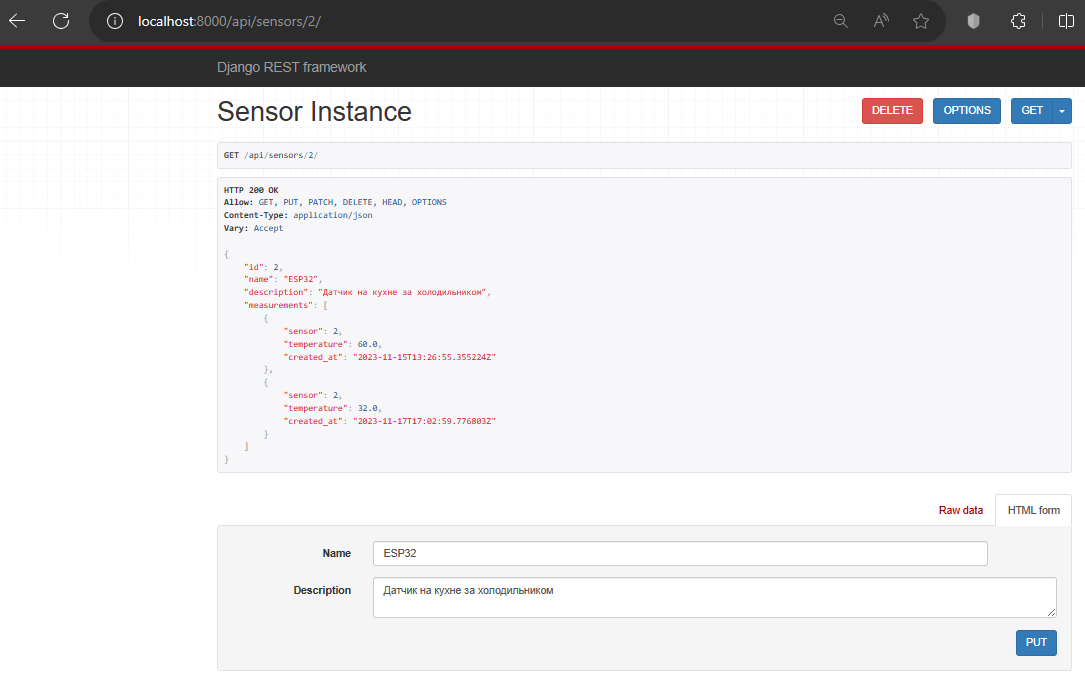 localhost:8000/api/sensors/2/
Django REST framework
Sensor Instance
DELETE
OPTIONS
GET
GET /api/sensors/2/
HTTP 200 OK
Allow: GET, PUT, PATCH, DELETE, HEAD, OPTIONS
Content-Type: application/json
Vary: Accept
{
"id": 2,
"name": "ESP32",
"description": "Датчик на кухне за холодильником",
"measurements": [
{
"sensor": 2,
"temperature": 60.0,
"created_at": "2023-11-15T13:26:55.355224Z"
},
{
"sensor": 2,
"temperature": 32.0,
"created_at": "2023-11-17T17:02:59.776803Z"
}
]
}
Raw data
HTML form
Name
ESP32
Description
Датчик на кухне за холодильником
PUT